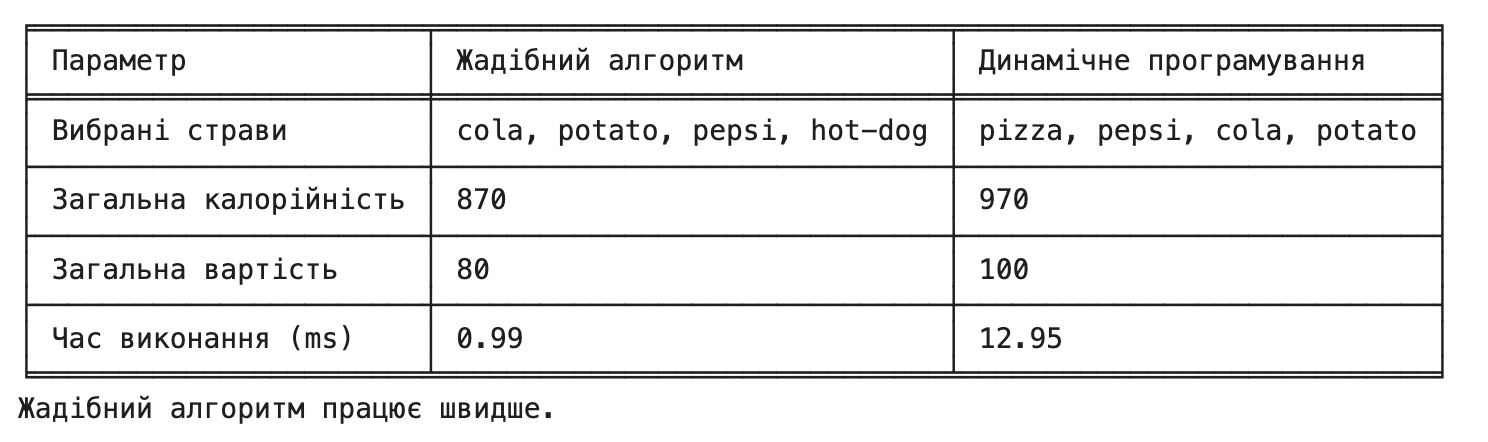 Параметр Жадібний алгоритм Динамічне програмування
Вибрані страви cola, potato, pepsi, hot-dog pizza, pepsi, cola, potato
Загальна калорійність 870 970
Загальна вартість 80 100
Час виконання (ms) 0.99 12.95
Жадібний алгоритм працює швидше.